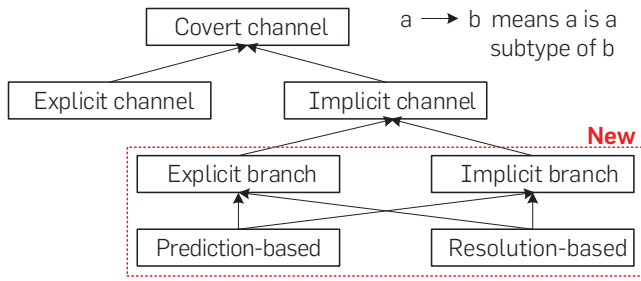 Covert channel
a → b means a is a
subtype of b
Explicit channel
Implicit channel
New
Explicit branch
Implicit branch
Prediction-based
Resolution-based